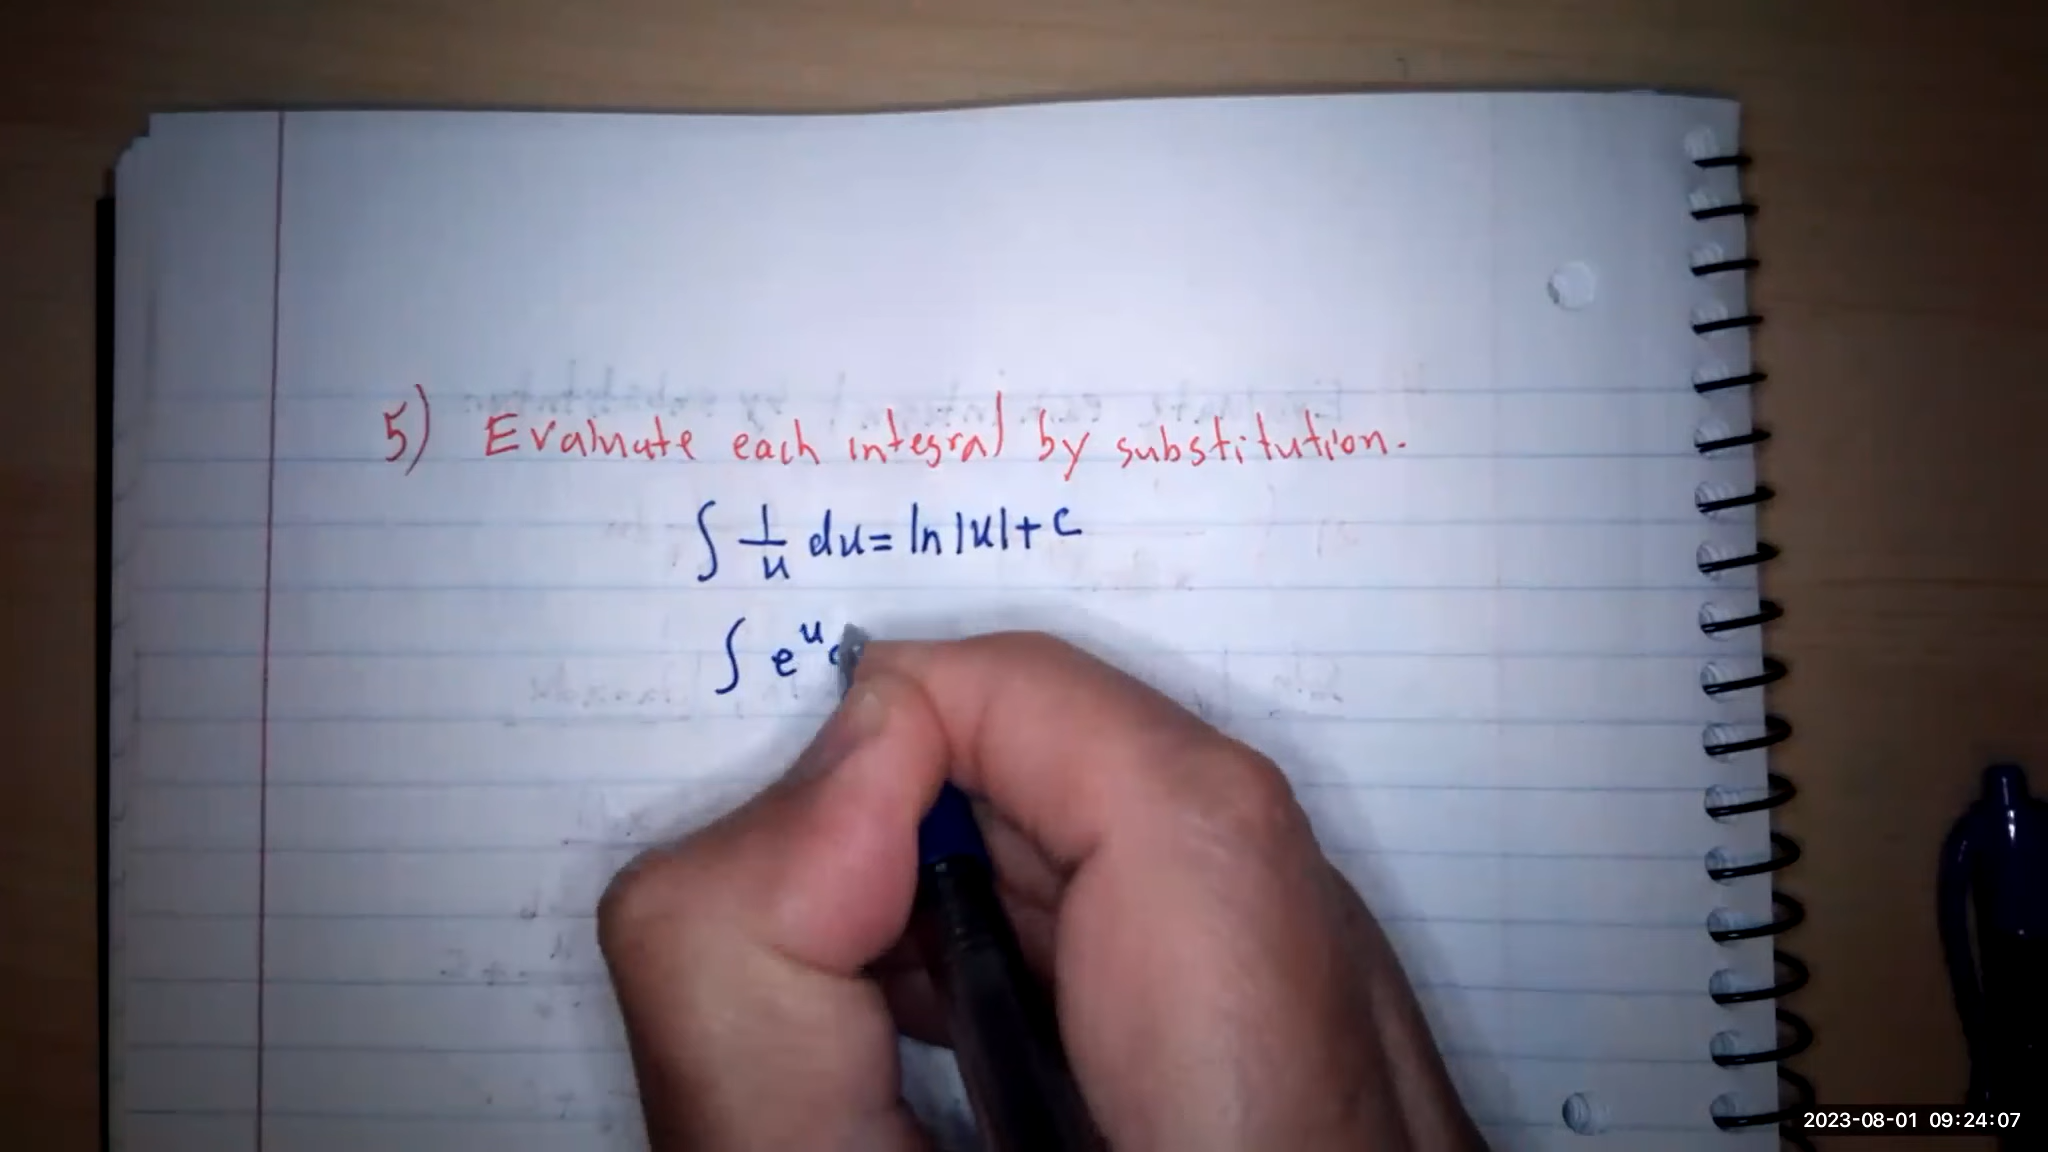 5) Evaluate each integral by substitution.
∫ 1/u du = ln|u| + c
∫ e^u
2023-08-01 09:24:07